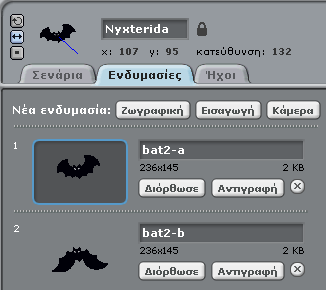 Nyxterida
x: 107 y: 95 κατεύθυνση: 132
Σενάρια Ενδυμασίες Ήχοι
Νέα ενδυμασία: Ζωγραφική Εισαγωγή Κάμερα
1
bat2-a
236x145 2 KB
Διόρθωσε Αντιγραφή
2
bat2-b
236x145 2 KB
Διόρθωσε Αντιγραφή